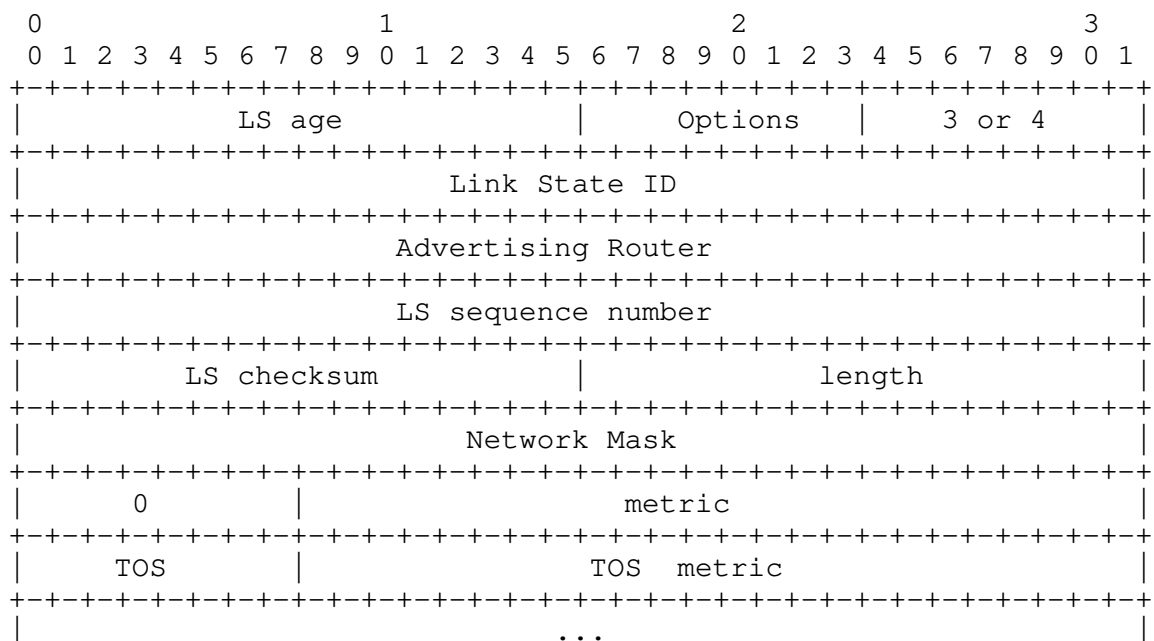 0                   1                   2                   3
 0 1 2 3 4 5 6 7 8 9 0 1 2 3 4 5 6 7 8 9 0 1 2 3 4 5 6 7 8 9 0 1
+-+-+-+-+-+-+-+-+-+-+-+-+-+-+-+-+-+-+-+-+-+-+-+-+-+-+-+-+-+-+-+-+
|            LS age             |     Options   |    3 or 4     |
+-+-+-+-+-+-+-+-+-+-+-+-+-+-+-+-+-+-+-+-+-+-+-+-+-+-+-+-+-+-+-+-+
|                        Link State ID                          |
+-+-+-+-+-+-+-+-+-+-+-+-+-+-+-+-+-+-+-+-+-+-+-+-+-+-+-+-+-+-+-+-+
|                     Advertising Router                        |
+-+-+-+-+-+-+-+-+-+-+-+-+-+-+-+-+-+-+-+-+-+-+-+-+-+-+-+-+-+-+-+-+
|                     LS sequence number                        |
+-+-+-+-+-+-+-+-+-+-+-+-+-+-+-+-+-+-+-+-+-+-+-+-+-+-+-+-+-+-+-+-+
|         LS checksum           |             length            |
+-+-+-+-+-+-+-+-+-+-+-+-+-+-+-+-+-+-+-+-+-+-+-+-+-+-+-+-+-+-+-+-+
|                         Network Mask                          |
+-+-+-+-+-+-+-+-+-+-+-+-+-+-+-+-+-+-+-+-+-+-+-+-+-+-+-+-+-+-+-+-+
|      0        |                  metric                       |
+-+-+-+-+-+-+-+-+-+-+-+-+-+-+-+-+-+-+-+-+-+-+-+-+-+-+-+-+-+-+-+-+
|     TOS       |                TOS  metric                    |
+-+-+-+-+-+-+-+-+-+-+-+-+-+-+-+-+-+-+-+-+-+-+-+-+-+-+-+-+-+-+-+-+
|                              ...                              |